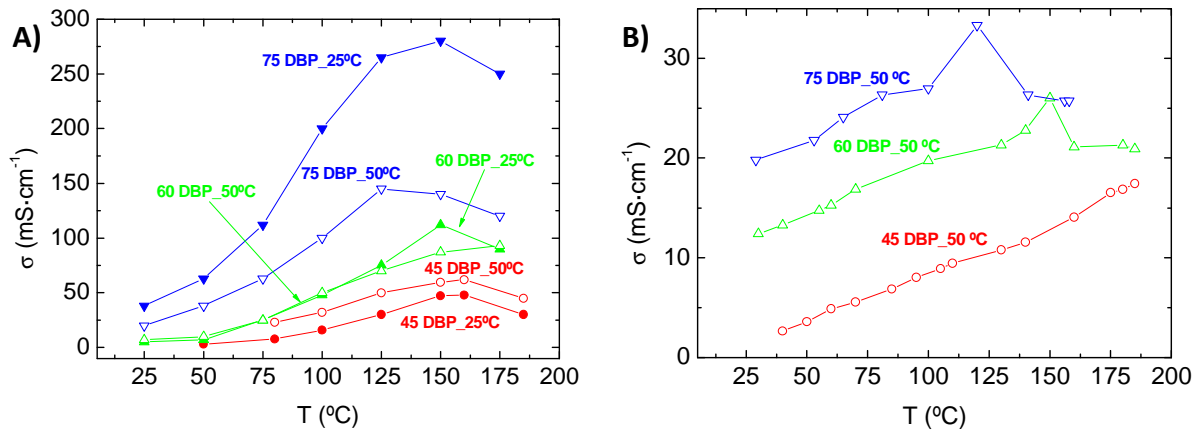 A)
300
250
200
150
100
50
0
σ (mS·cm⁻¹)
75 DBP_25ºC
60 DBP_25ºC
75 DBP_50ºC
60 DBP_50ºC
45 DBP_50ºC
45 DBP_25ºC
25 50 75 100 125 150 175 200
T (ºC)
B)
30
20
10
0
σ (mS·cm⁻¹)
75 DBP_50 ºC
60 DBP_50 ºC
45 DBP_50 ºC
25 50 75 100 125 150 175 200
T (ºC)